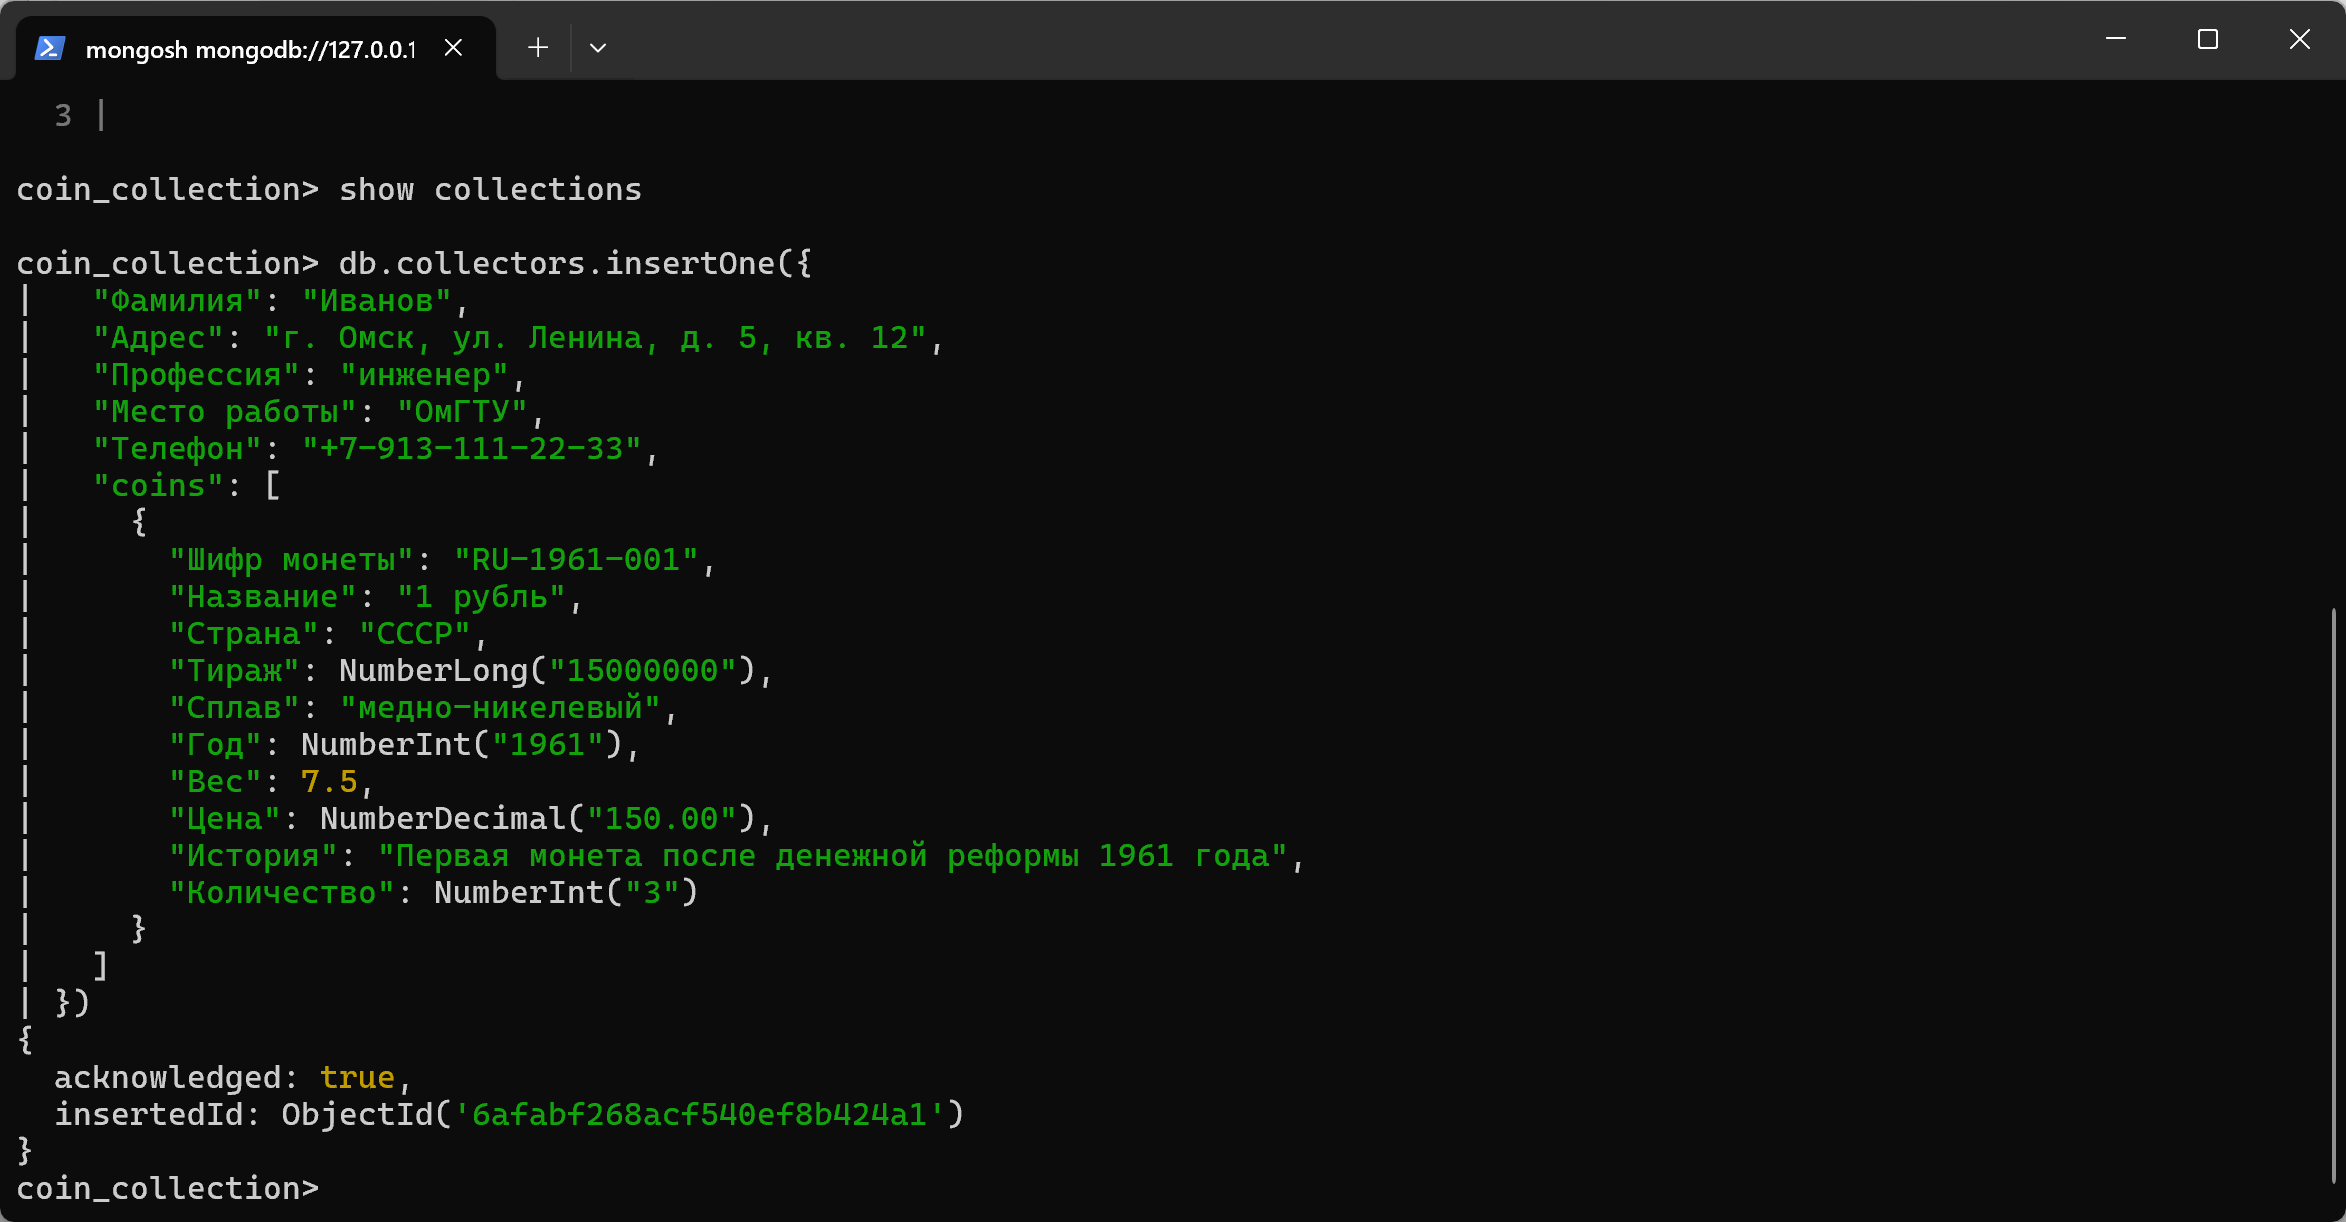 mongosh mongodb://127.0.0.1
3 |
coin_collection> show collections
coin_collection> db.collectors.insertOne({
|   "Фамилия": "Иванов",
|   "Адрес": "г. Омск, ул. Ленина, д. 5, кв. 12",
|   "Профессия": "инженер",
|   "Место работы": "ОмГТУ",
|   "Телефон": "+7-913-111-22-33",
|   "coins": [
|     {
|       "Шифр монеты": "RU-1961-001",
|       "Название": "1 рубль",
|       "Страна": "СССР",
|       "Тираж": NumberLong("15000000"),
|       "Сплав": "медно-никелевый",
|       "Год": NumberInt("1961"),
|       "Вес": 7.5,
|       "Цена": NumberDecimal("150.00"),
|       "История": "Первая монета после денежной реформы 1961 года",
|       "Количество": NumberInt("3")
|     }
|   ]
| })
{
  acknowledged: true,
  insertedId: ObjectId('6afabf268acf540ef8b424a1')
}
coin_collection>